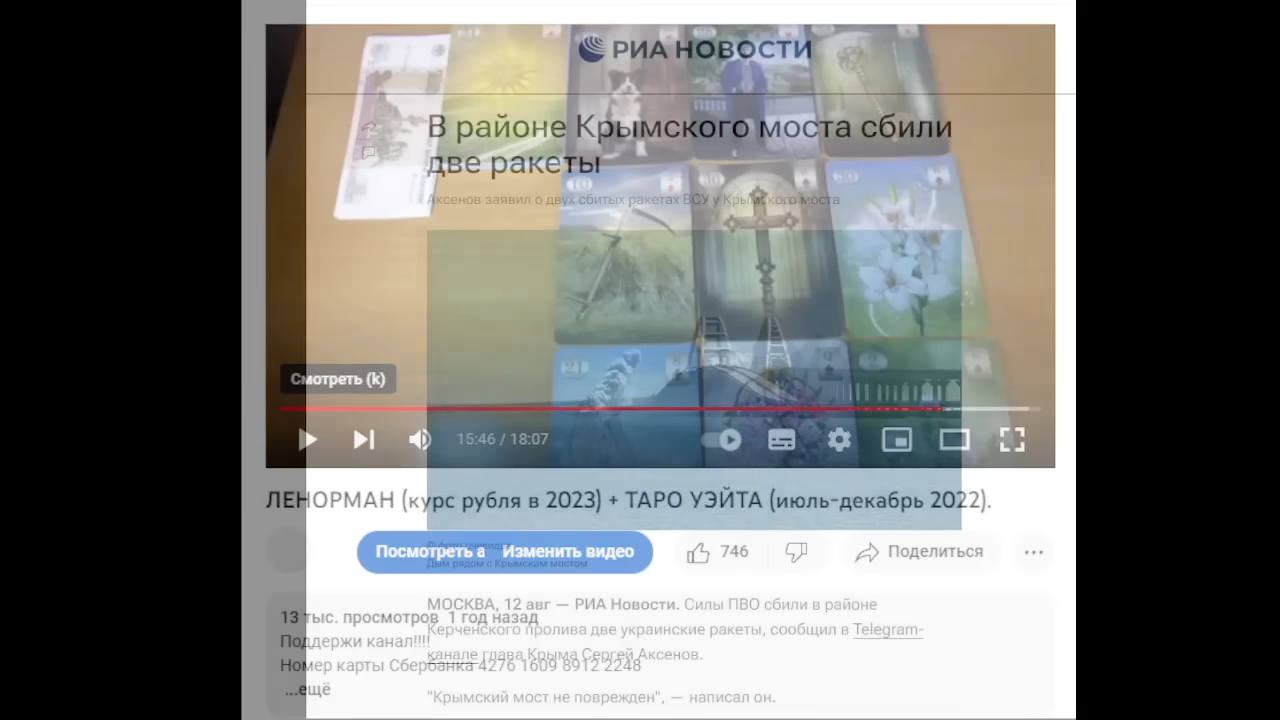 РИА НОВОСТИ
В районе Крымского моста сбили
две ракеты
Аксенов заявил о двух сбитых ракетах ВСУ у Крымского моста
10
36
30
Смотреть (k)
15:46 / 18:07
ЛЕНОРМАН (курс рубля в 2023) + ТАРО УЭЙТА (июль-декабрь 2022).
Посмотреть а
Изменить видео
746
Поделиться
Дым рядом с Крымским мостом
МОСКВА, 12 авг — РИА Новости. Силы ПВО сбили в районе
Керченского пролива две украинские ракеты, сообщил в Telegram-
канале глава Крыма Сергей Аксенов.
"Крымский мост не поврежден", — написал он.
13 тыс. просмотров 1 год назад
Поддержи канал!!!!
Номер карты Сбербанка 4276 1609 8912 2248
...ещё